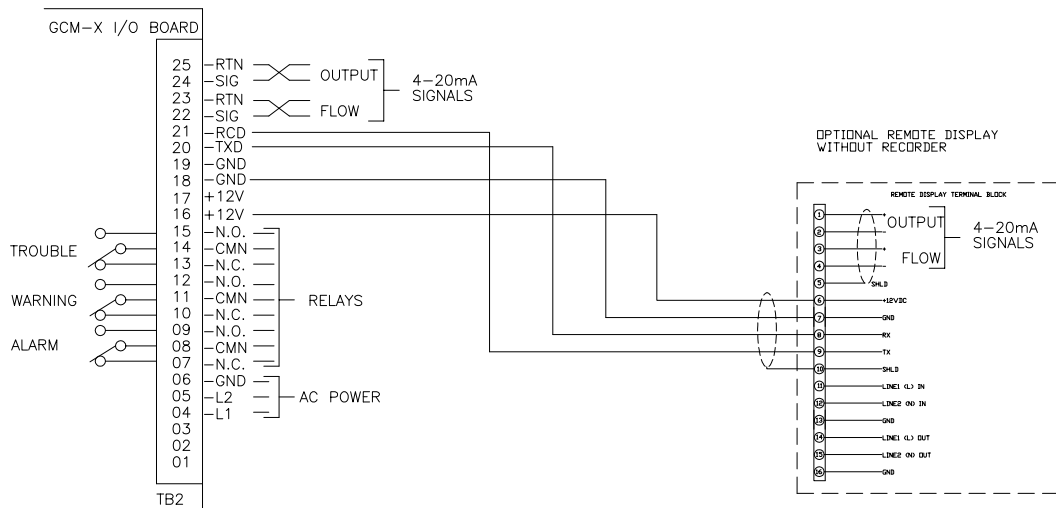 GCM-X I/O BOARD
25 -RTN
24 -SIG
OUTPUT
23 -RTN
22 -SIG
FLOW
4-20mA
SIGNALS
21 -RCD
20 -TXD
19 -GND
18 -GND
17 +12V
16 +12V
15 -N.O.
14 -CMN
13 -N.C.
TROUBLE
12 -N.O.
11 -CMN
10 -N.C.
WARNING
RELAYS
09 -N.O.
08 -CMN
07 -N.C.
ALARM
06 -GND
05 -L2
04 -L1
AC POWER
03
02
01
TB2
OPTIONAL REMOTE DISPLAY
WITHOUT RECORDER
REMOTE DISPLAY TERMINAL BLOCK
1 +
2 -
OUTPUT
3 +
4 -
FLOW
4-20mA
SIGNALS
5 SHLD
6 +12VDC
7 GND
8 RX
9 TX
10 SHLD
11 LINE1 (L) IN
12 LINE2 (N) IN
13 GND
14 LINE1 (L) OUT
15 LINE2 (N) OUT
16 GND